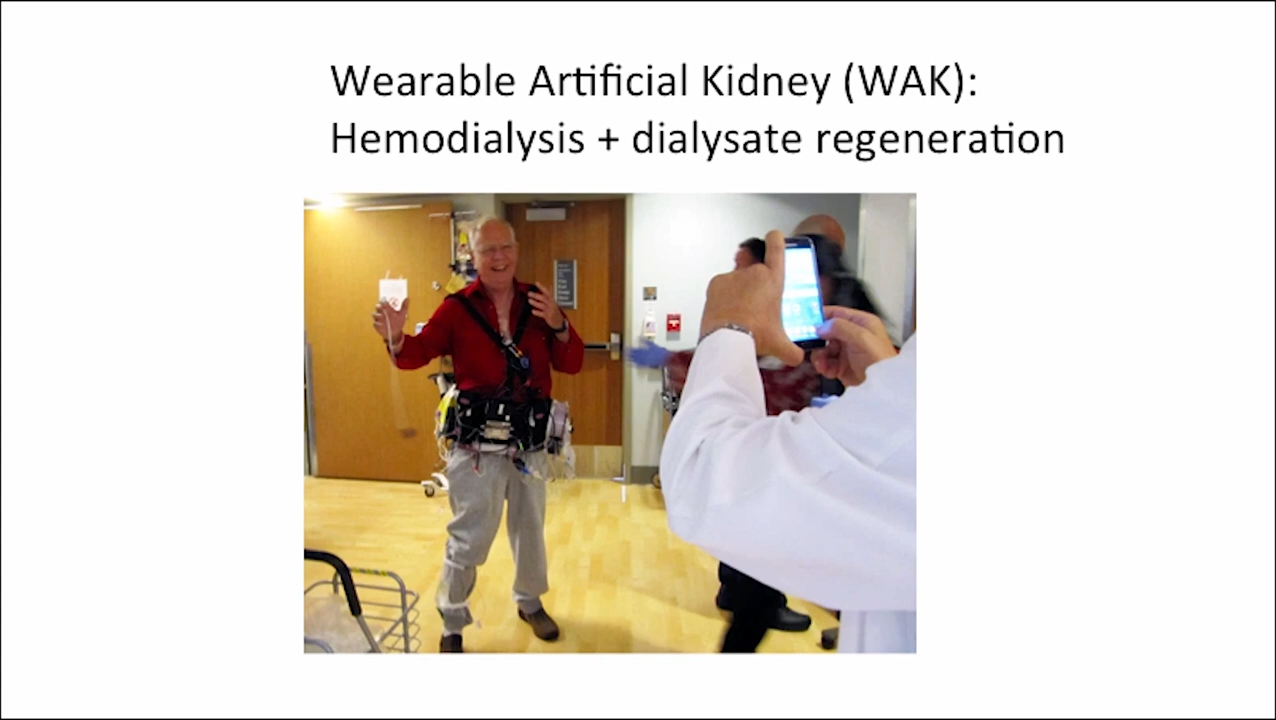 Wearable Artificial Kidney (WAK):
Hemodialysis + dialysate regeneration